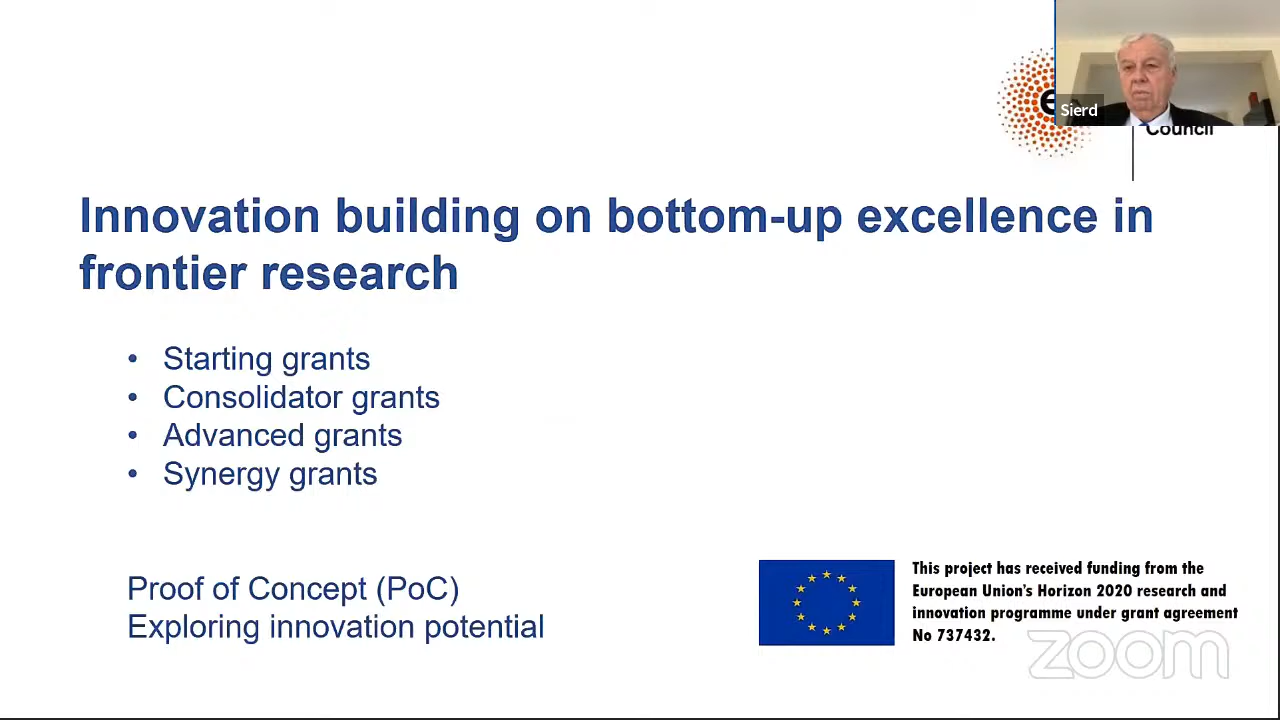 Sierd
Council
Innovation building on bottom-up excellence in
frontier research
• Starting grants
• Consolidator grants
• Advanced grants
• Synergy grants
Proof of Concept (PoC)
Exploring innovation potential
This project has received funding from the
European Union's Horizon 2020 research and
innovation programme under grant agreement
No 737432.
zoom